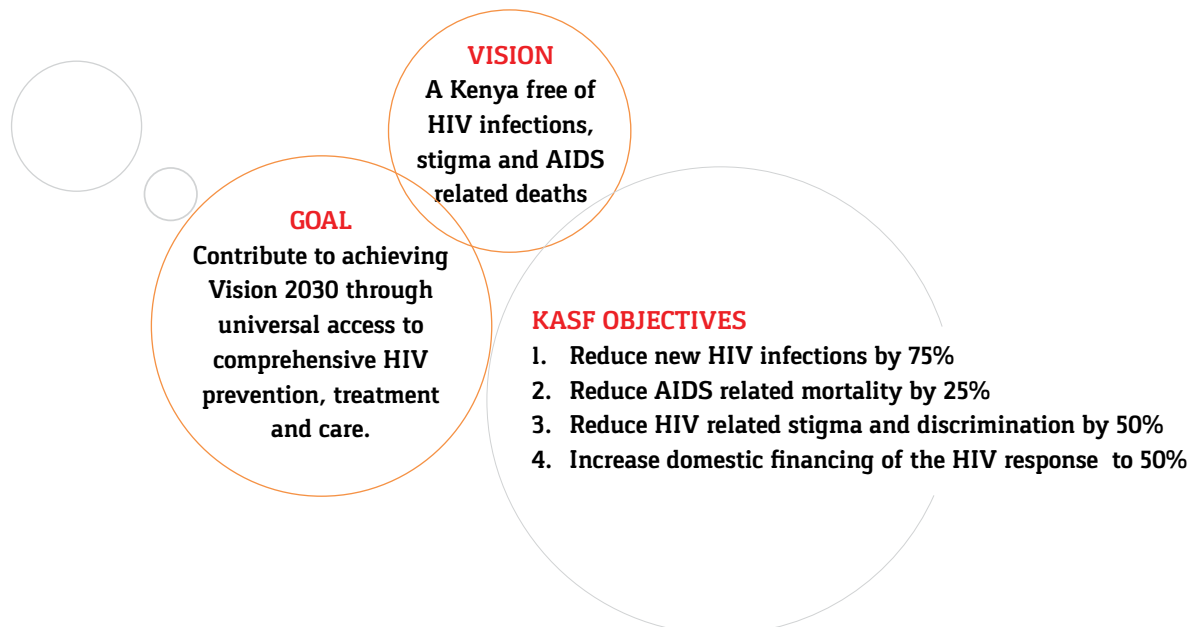 VISION
A Kenya free of
HIV infections,
stigma and AIDS
related deaths
GOAL
Contribute to achieving
Vision 2030 through
universal access to
comprehensive HIV
prevention, treatment
and care.
KASF OBJECTIVES
1. Reduce new HIV infections by 75%
2. Reduce AIDS related mortality by 25%
3. Reduce HIV related stigma and discrimination by 50%
4. Increase domestic financing of the HIV response to 50%